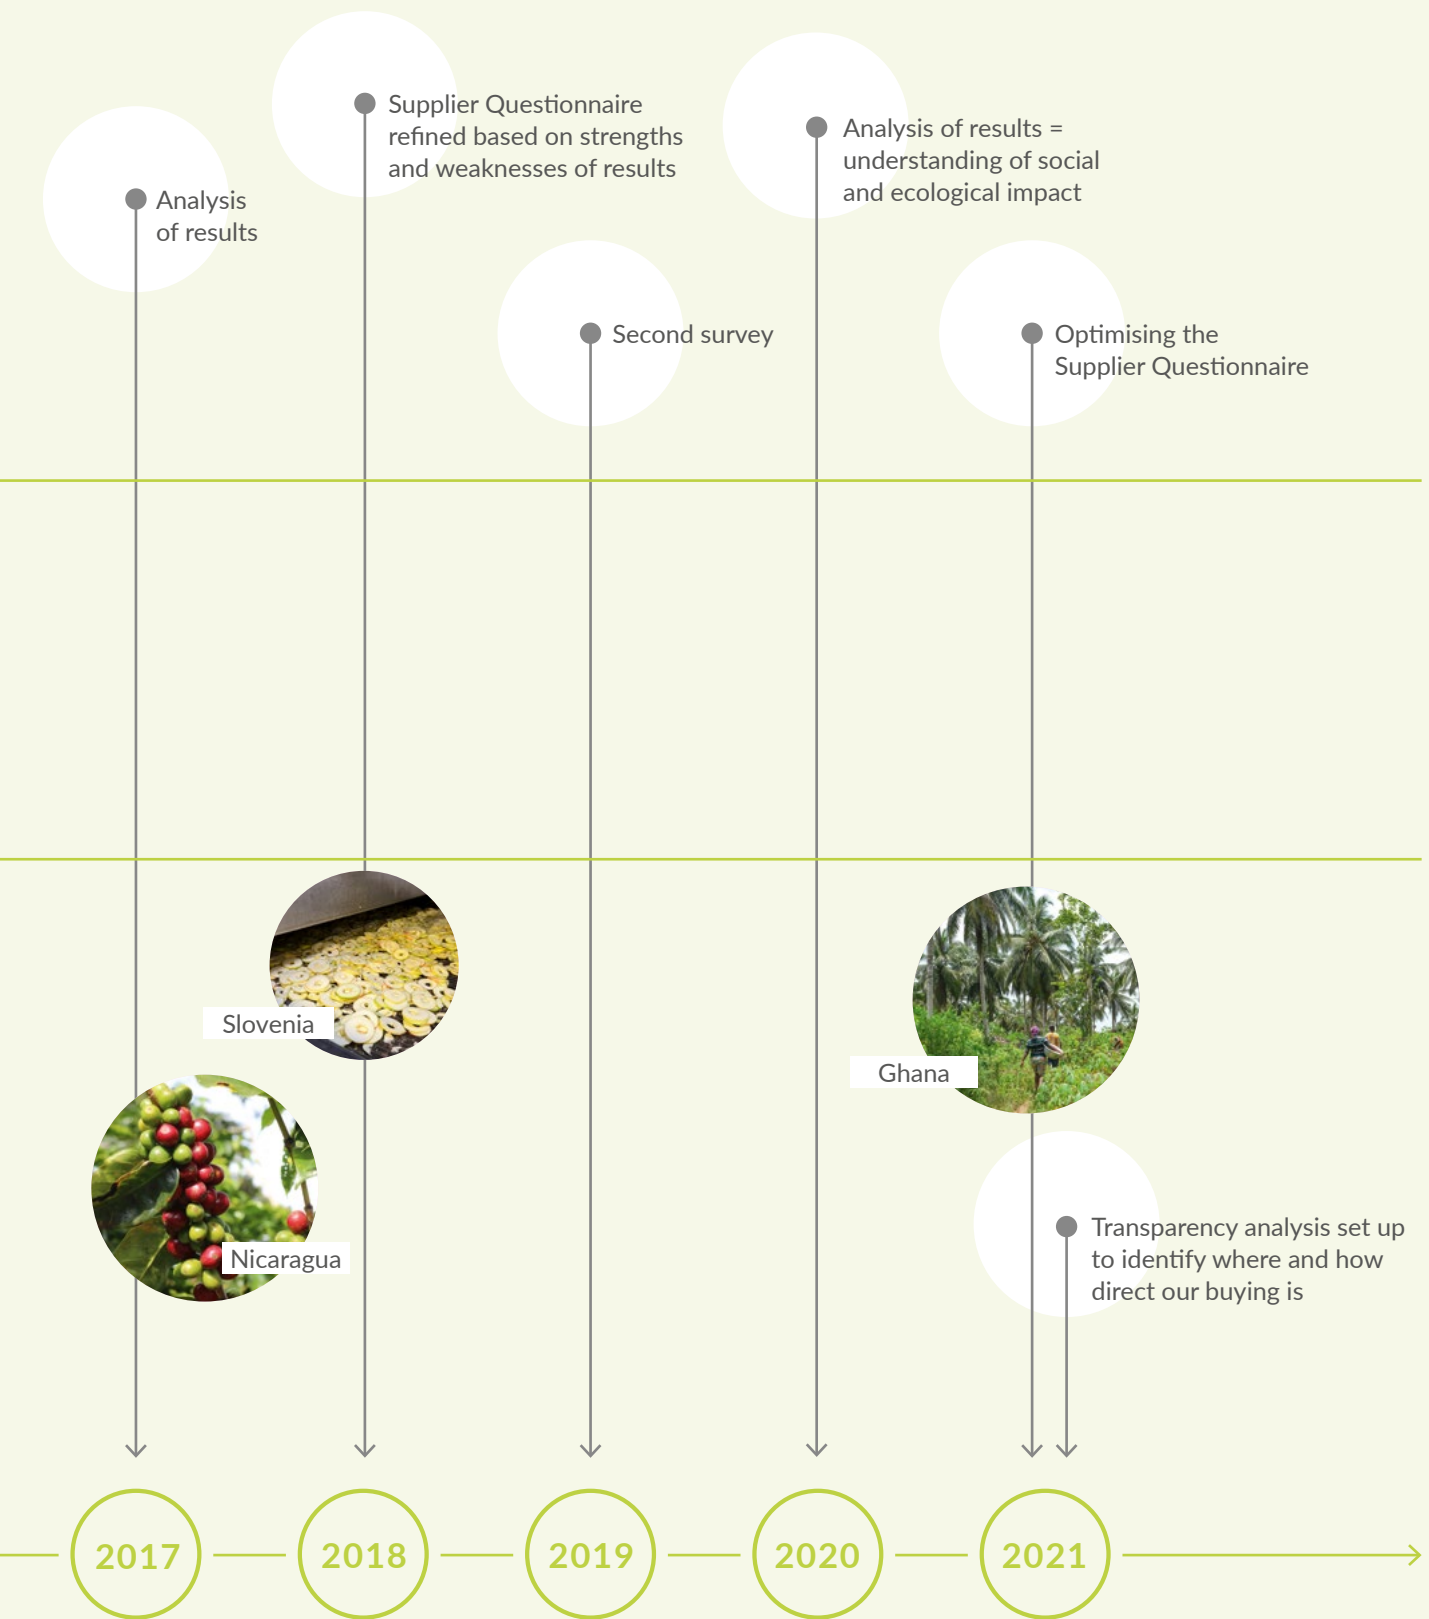 Supplier Questionnaire
refined based on strengths
and weaknesses of results
Analysis of results =
understanding of social
and ecological impact
Analysis
of results
Second survey
Optimising the
Supplier Questionnaire
Slovenia
Ghana
Nicaragua
Transparency analysis set up
to identify where and how
direct our buying is
2017
2018
2019
2020
2021